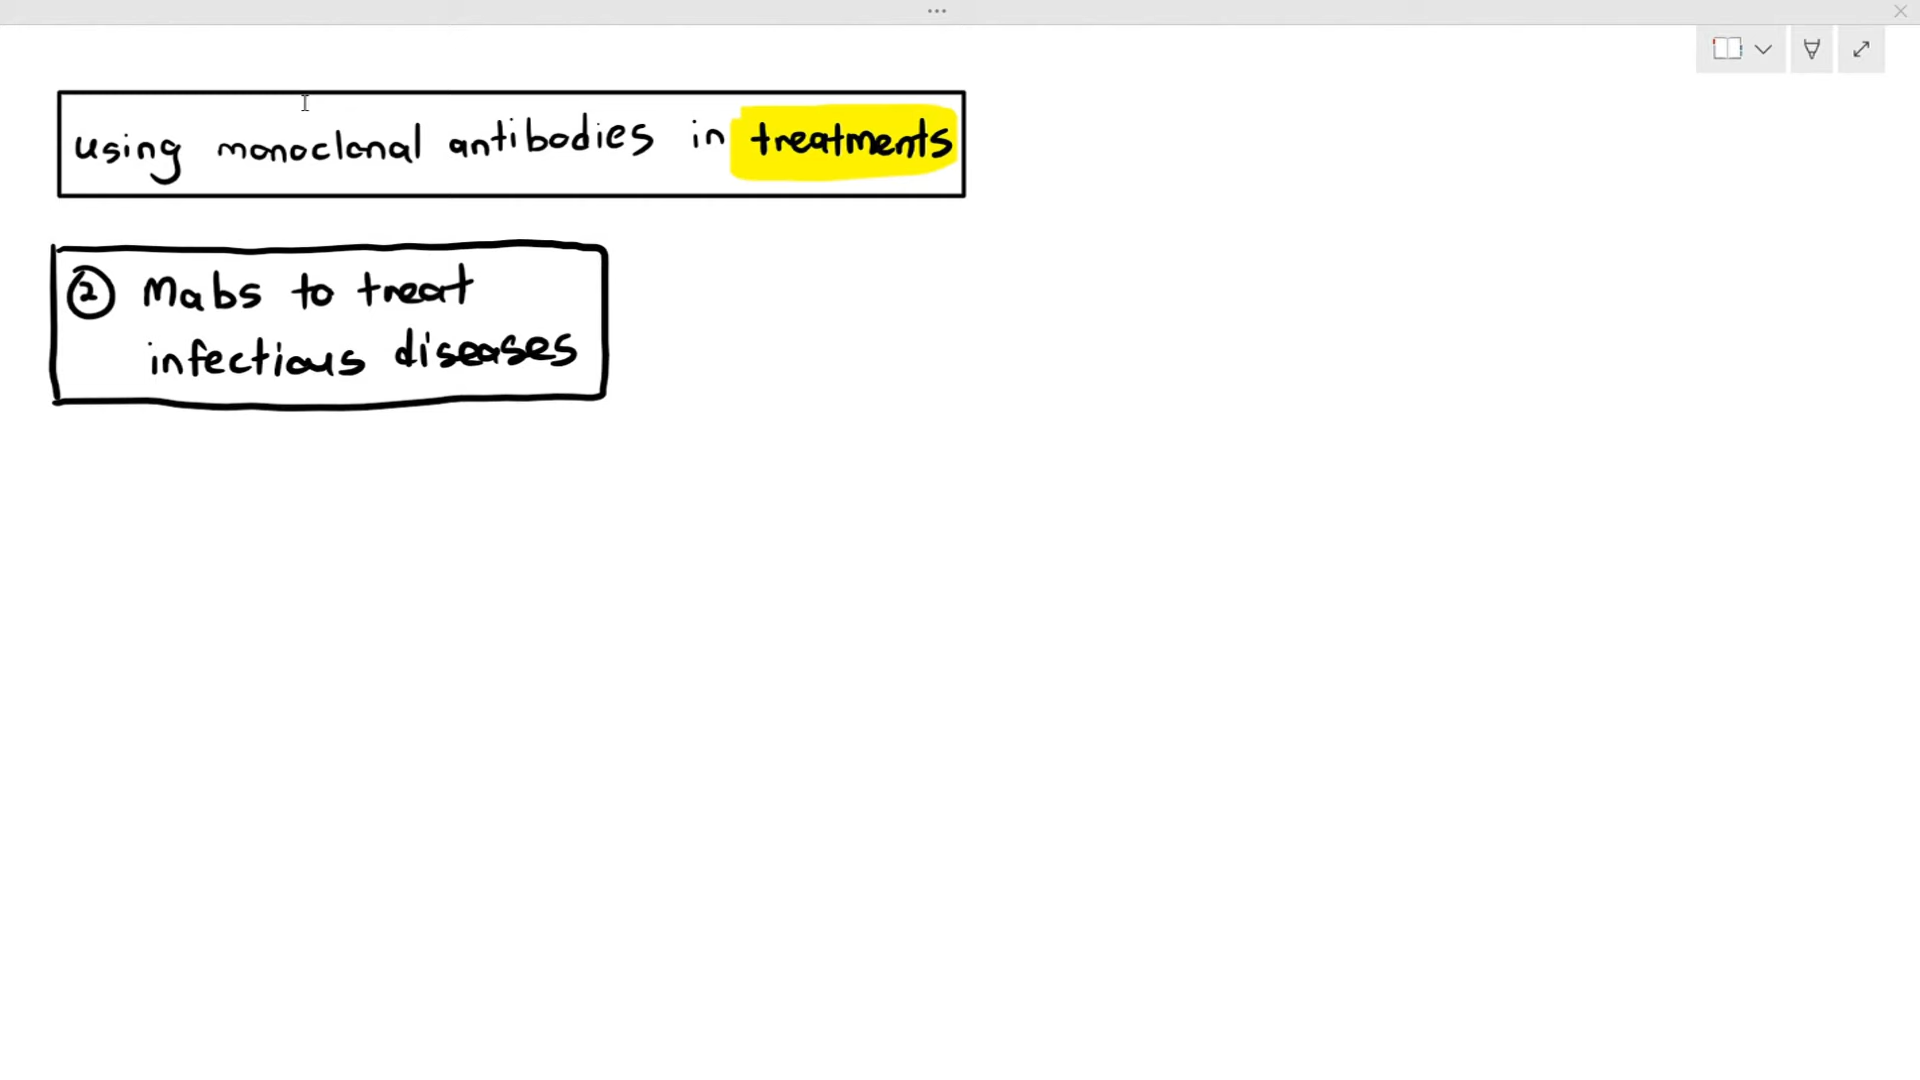 using monoclonal antibodies in treatments
② Mabs to treat
infectious diseases